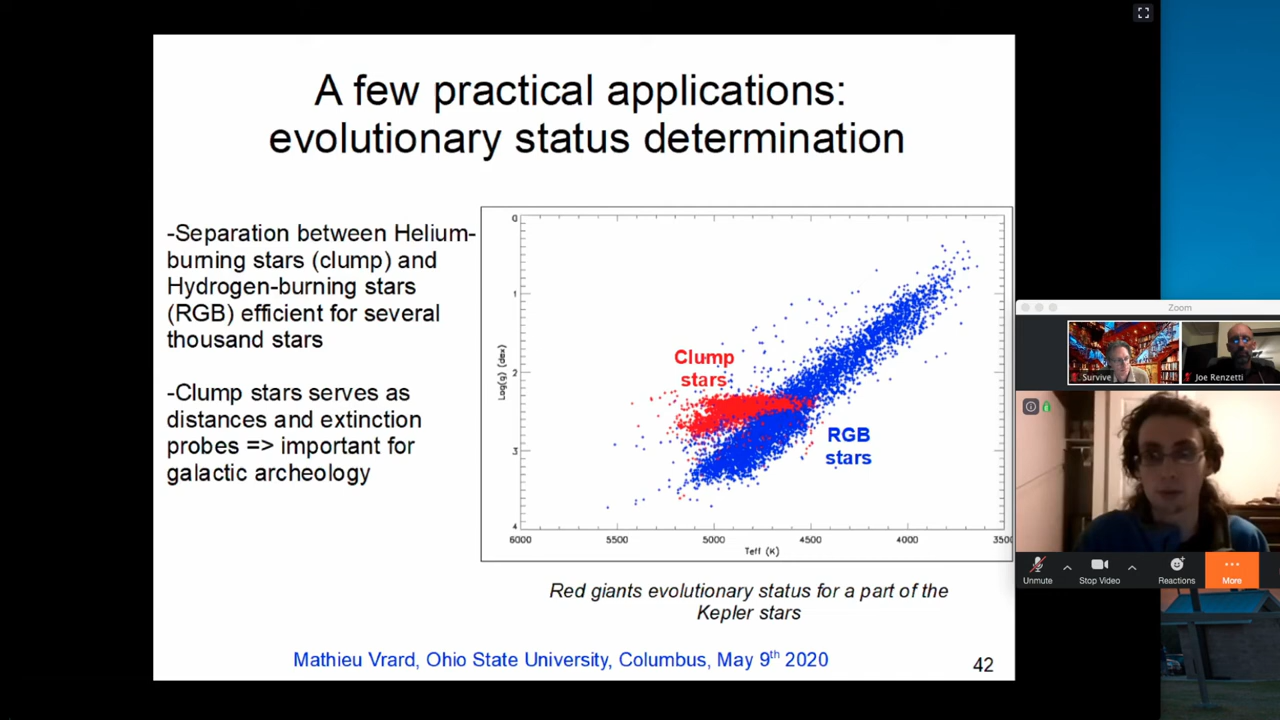 A few practical applications:
evolutionary status determination
-Separation between Helium-
burning stars (clump) and
Hydrogen-burning stars
(RGB) efficient for several
thousand stars
-Clump stars serves as
distances and extinction
probes => important for
galactic archeology
0
1
2
3
4
Log(g) (dex)
Clump
stars
RGB
stars
6000 5500 5000 4500 4000 3500
Teff (K)
Red giants evolutionary status for a part of the
Kepler stars
Mathieu Vrard, Ohio State University, Columbus, May 9th 2020
42
Zoom
Survive
Joe Renzetti
Unmute Stop Video Reactions More